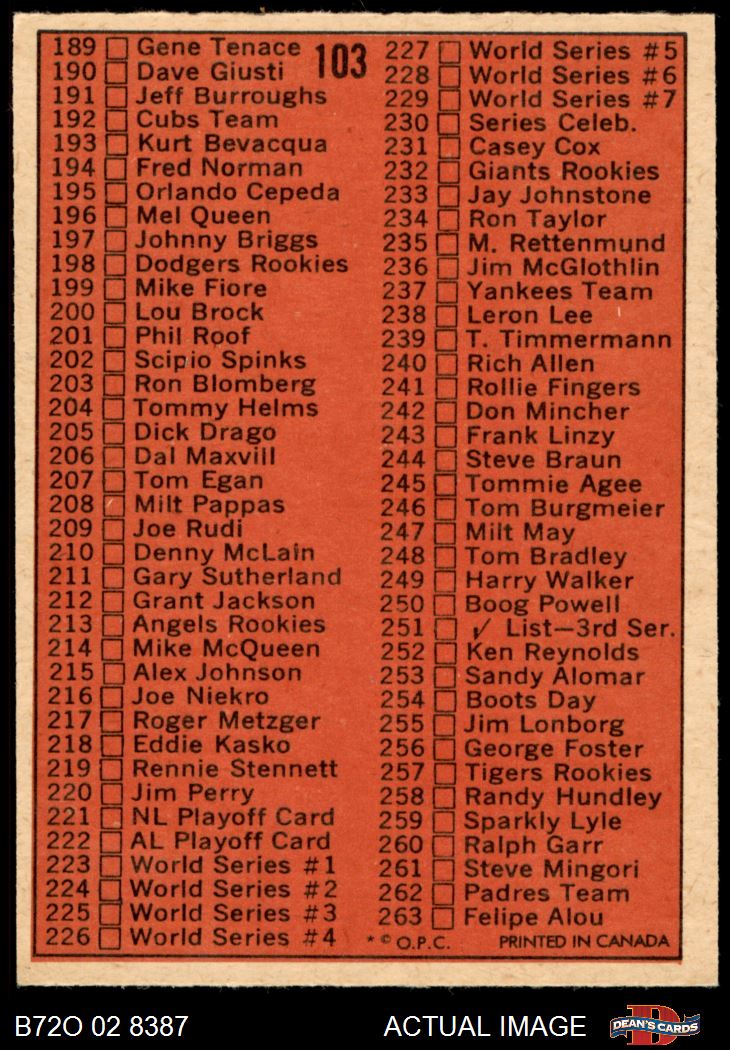 103
189 Gene Tenace
190 Dave Giusti
191 Jeff Burroughs
192 Cubs Team
193 Kurt Bevacqua
194 Fred Norman
195 Orlando Cepeda
196 Mel Queen
197 Johnny Briggs
198 Dodgers Rookies
199 Mike Fiore
200 Lou Brock
201 Phil Roof
202 Scipio Spinks
203 Ron Blomberg
204 Tommy Helms
205 Dick Drago
206 Dal Maxvill
207 Tom Egan
208 Milt Pappas
209 Joe Rudi
210 Denny McLain
211 Gary Sutherland
212 Grant Jackson
213 Angels Rookies
214 Mike McQueen
215 Alex Johnson
216 Joe Niekro
217 Roger Metzger
218 Eddie Kasko
219 Rennie Stennett
220 Jim Perry
221 NL Playoff Card
222 AL Playoff Card
223 World Series #1
224 World Series #2
225 World Series #3
226 World Series #4
227 World Series #5
228 World Series #6
229 World Series #7
230 Series Celeb.
231 Casey Cox
232 Giants Rookies
233 Jay Johnstone
234 Ron Taylor
235 M. Rettenmund
236 Jim McGlothlin
237 Yankees Team
238 Leron Lee
239 T. Timmermann
240 Rich Allen
241 Rollie Fingers
242 Don Mincher
243 Frank Linzy
244 Steve Braun
245 Tommie Agee
246 Tom Burgmeier
247 Milt May
248 Tom Bradley
249 Harry Walker
250 Boog Powell
251 ✓ List—3rd Ser.
252 Ken Reynolds
253 Sandy Alomar
254 Boots Day
255 Jim Lonborg
256 George Foster
257 Tigers Rookies
258 Randy Hundley
259 Sparkly Lyle
260 Ralph Garr
261 Steve Mingori
262 Padres Team
263 Felipe Alou
* © O.P.C. PRINTED IN CANADA
B72O 02 8387 ACTUAL IMAGE DEAN'S CARDS